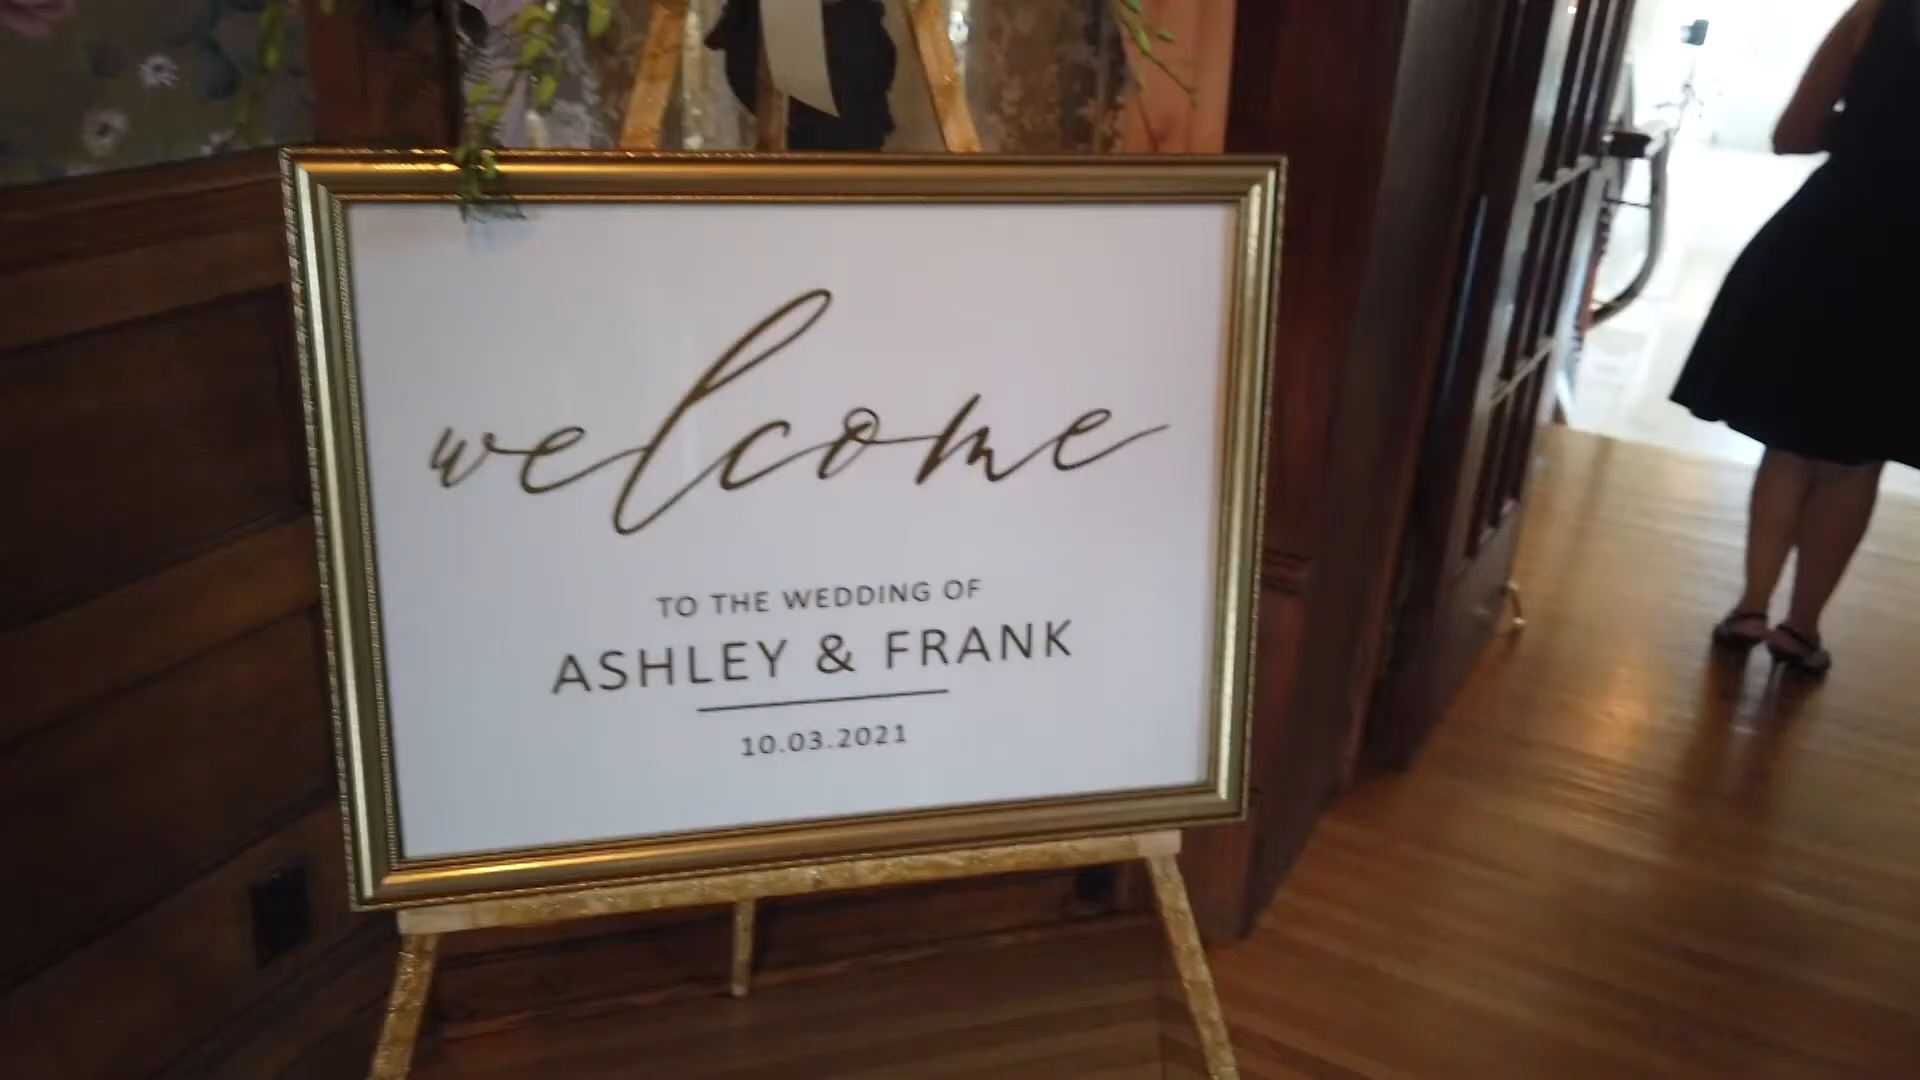 welcome
TO THE WEDDING OF
ASHLEY & FRANK
10.03.2021